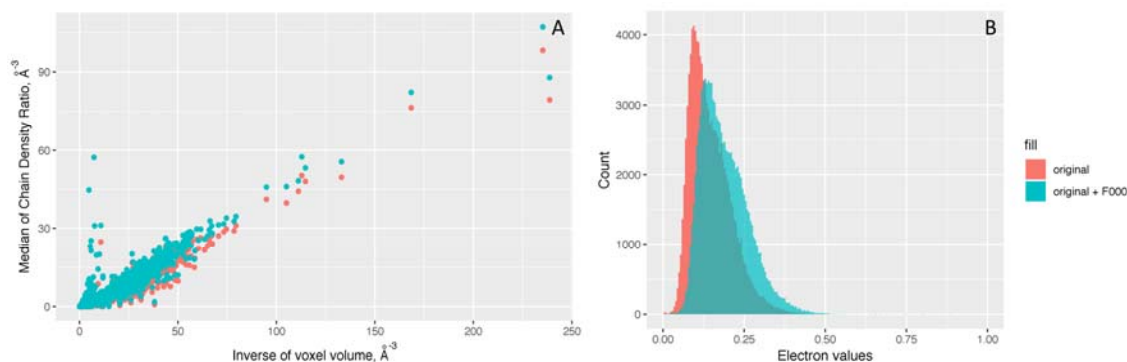 A
Median of Chain Density Ratio, Å⁻³
90
60
30
0
0 50 100 150 200 250
Inverse of voxel volume, Å⁻³
B
Count
4000
3000
2000
1000
0
0.00 0.25 0.50 0.75 1.00
Electron values
fill
original
original + F000